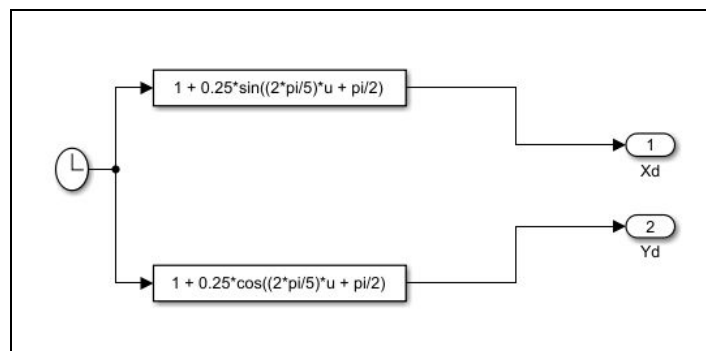 1 + 0.25*sin((2*pi/5)*u + pi/2)
1
Xd
2
Yd
1 + 0.25*cos((2*pi/5)*u + pi/2)